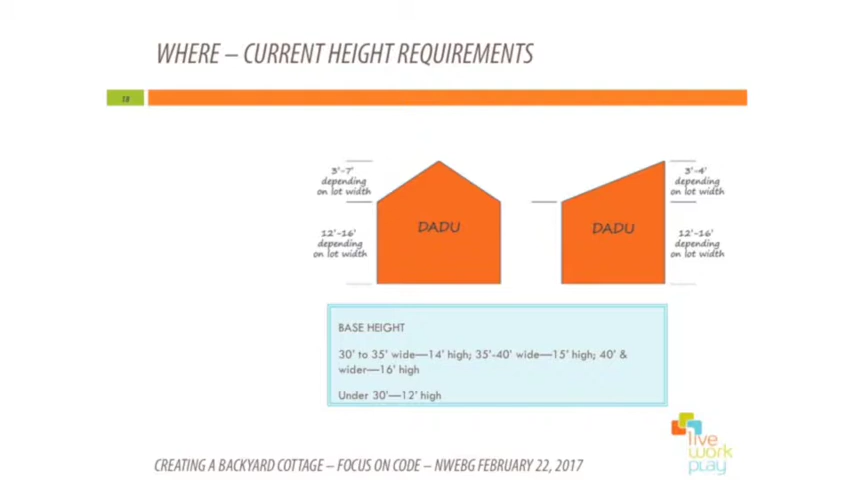 WHERE – CURRENT HEIGHT REQUIREMENTS
18
3'-7'
depending
on lot width
12'-16'
depending
on lot width
DADU
DADU
3'-4'
depending
on lot width
12'-16'
depending
on lot width
BASE HEIGHT
30' to 35' wide—14' high; 35'-40' wide—15' high; 40' &
wider—16' high
Under 30'—12' high
live
work
play
CREATING A BACKYARD COTTAGE – FOCUS ON CODE – NWEBG FEBRUARY 22, 2017